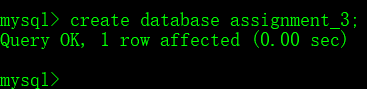 mysql> create database assignment_3;
Query OK, 1 row affected (0.00 sec)
mysql>